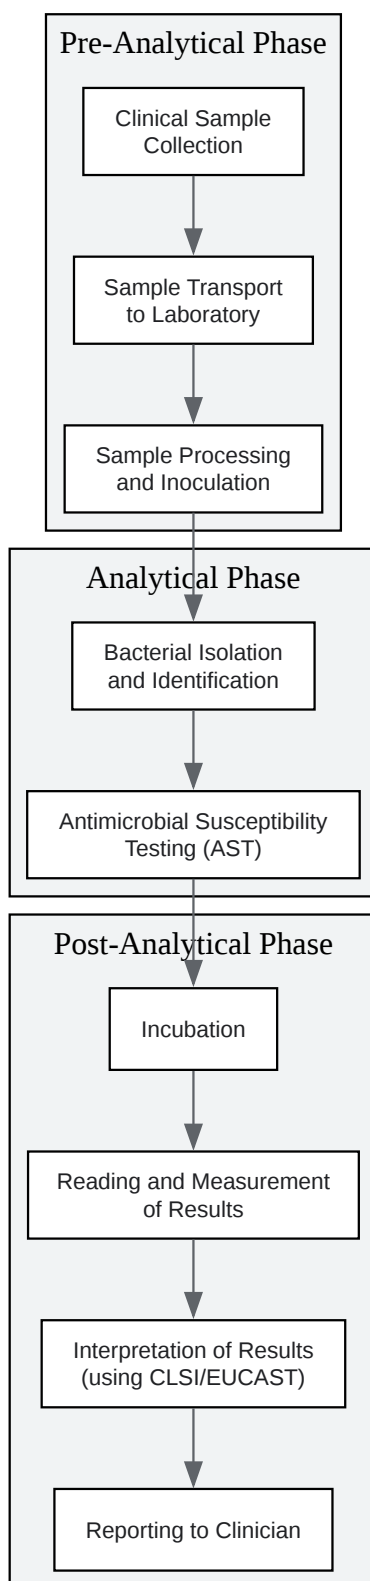 Pre-Analytical Phase
Clinical Sample
Collection
Sample Transport
to Laboratory
Sample Processing
and Inoculation
Analytical Phase
Bacterial Isolation
and Identification
Antimicrobial Susceptibility
Testing (AST)
Post-Analytical Phase
Incubation
Reading and Measurement
of Results
Interpretation of Results
(using CLSI/EUCAST)
Reporting to Clinician